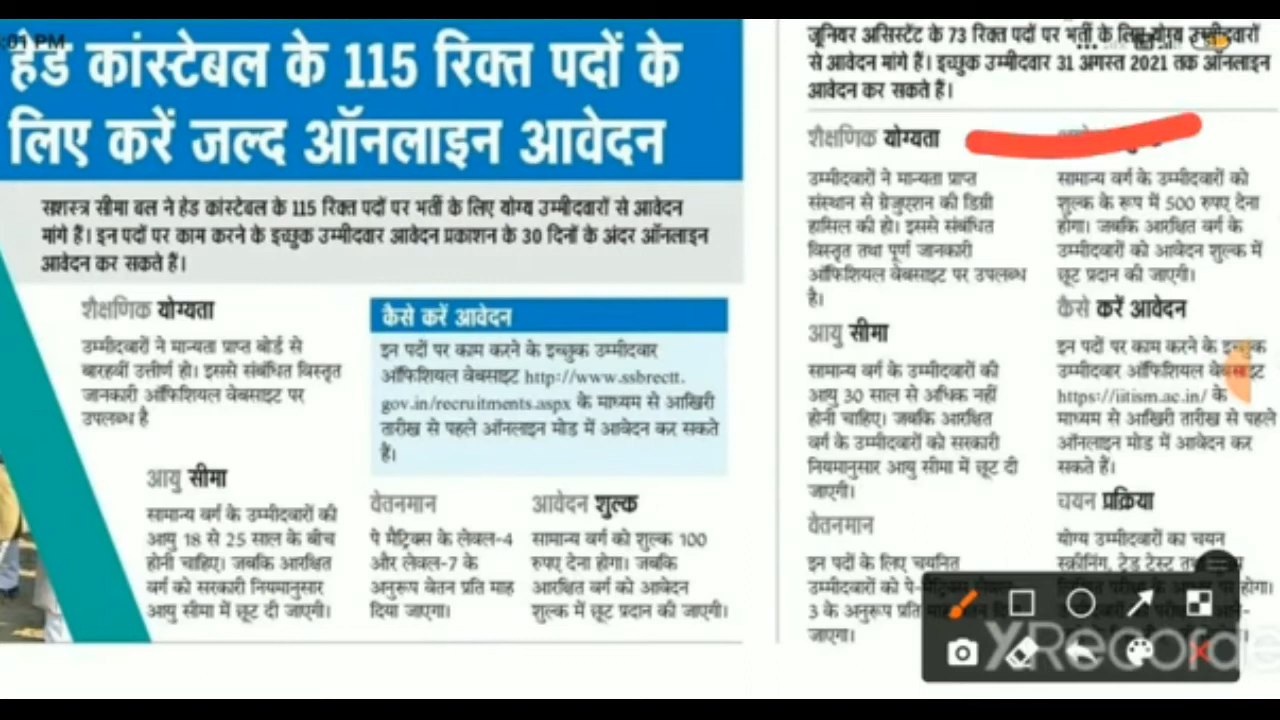 :01 PM
हेड कांस्टेबल के 115 रिक्त पदों के
लिए करें जल्द ऑनलाइन आवेदन
सशस्त्र सीमा बल ने हेड कांस्टेबल के 115 रिक्त पदों पर भर्ती के लिए योग्य उम्मीदवारों से आवेदन
मांगे हैं। इन पदों पर काम करने के इच्छुक उम्मीदवार आवेदन प्रकाशन के 30 दिनों के अंदर ऑनलाइन
आवेदन कर सकते हैं।
शैक्षणिक योग्यता
उम्मीदवारों ने मान्यता प्राप्त बोर्ड से
बारहवीं उत्तीर्ण हो। इससे संबंधित विस्तृत
जानकारी ऑफिशियल वेबसाइट पर
उपलब्ध है
कैसे करें आवेदन
इन पदों पर काम करने के इच्छुक उम्मीदवार
ऑफिशियल वेबसाइट http://www.ssbrectt.
gov.in/recruitments.aspx के माध्यम से आखिरी
तारीख से पहले ऑनलाइन मोड में आवेदन कर सकते
हैं।
आयु सीमा
सामान्य वर्ग के उम्मीदवारों की
आयु 18 से 25 साल के बीच
होनी चाहिए। जबकि आरक्षित
वर्ग को सरकारी नियमानुसार
आयु सीमा में छूट दी जाएगी।
वेतनमान
पे मैट्रिक्स के लेवल-4
और लेवल-7 के
अनुरूप वेतन प्रति माह
दिया जाएगा।
आवेदन शुल्क
सामान्य वर्ग को शुल्क 100
रुपए देना होगा। जबकि
आरक्षित वर्ग को आवेदन
शुल्क में छूट प्रदान की जाएगी।
जूनियर असिस्टेंट के 73 रिक्त पदों पर भर्ती के लिए योग्य उम्मीदवारों
से आवेदन मांगे हैं। इच्छुक उम्मीदवार 31 अगस्त 2021 तक ऑनलाइन
आवेदन कर सकते हैं।
शैक्षणिक योग्यता
उम्मीदवारों ने मान्यता प्राप्त
संस्थान से ग्रेजुएशन की डिग्री
हासिल की हो। इससे संबंधित
विस्तृत तथा पूर्ण जानकारी
ऑफिशियल वेबसाइट पर उपलब्ध
है।
आयु सीमा
सामान्य वर्ग के उम्मीदवारों की
आयु 30 साल से अधिक नहीं
होनी चाहिए। जबकि आरक्षित
वर्ग के उम्मीदवारों को सरकारी
नियमानुसार आयु सीमा में छूट दी
जाएगी।
वेतनमान
इन पदों के लिए चयनित
उम्मीदवारों को पे-
3 के अनुरूप प्रति
जाएगा।
सामान्य वर्ग के उम्मीदवारों को
शुल्क के रूप में 500 रुपए देना
होगा। जबकि आरक्षित वर्ग के
उम्मीदवारों को आवेदन शुल्क में
छूट प्रदान की जाएगी।
कैसे करें आवेदन
इन पदों पर काम करने के इच्छुक
उम्मीदवार ऑफिशियल वेबसाइट
https://iitism.ac.in/ के
माध्यम से आखिरी तारीख से पहले
ऑनलाइन मोड में आवेदन कर
सकते हैं।
चयन प्रक्रिया
योग्य उम्मीदवारों का चयन
स्क्रीनिंग, ट्रेड टेस्ट
होगा।
XRecorde